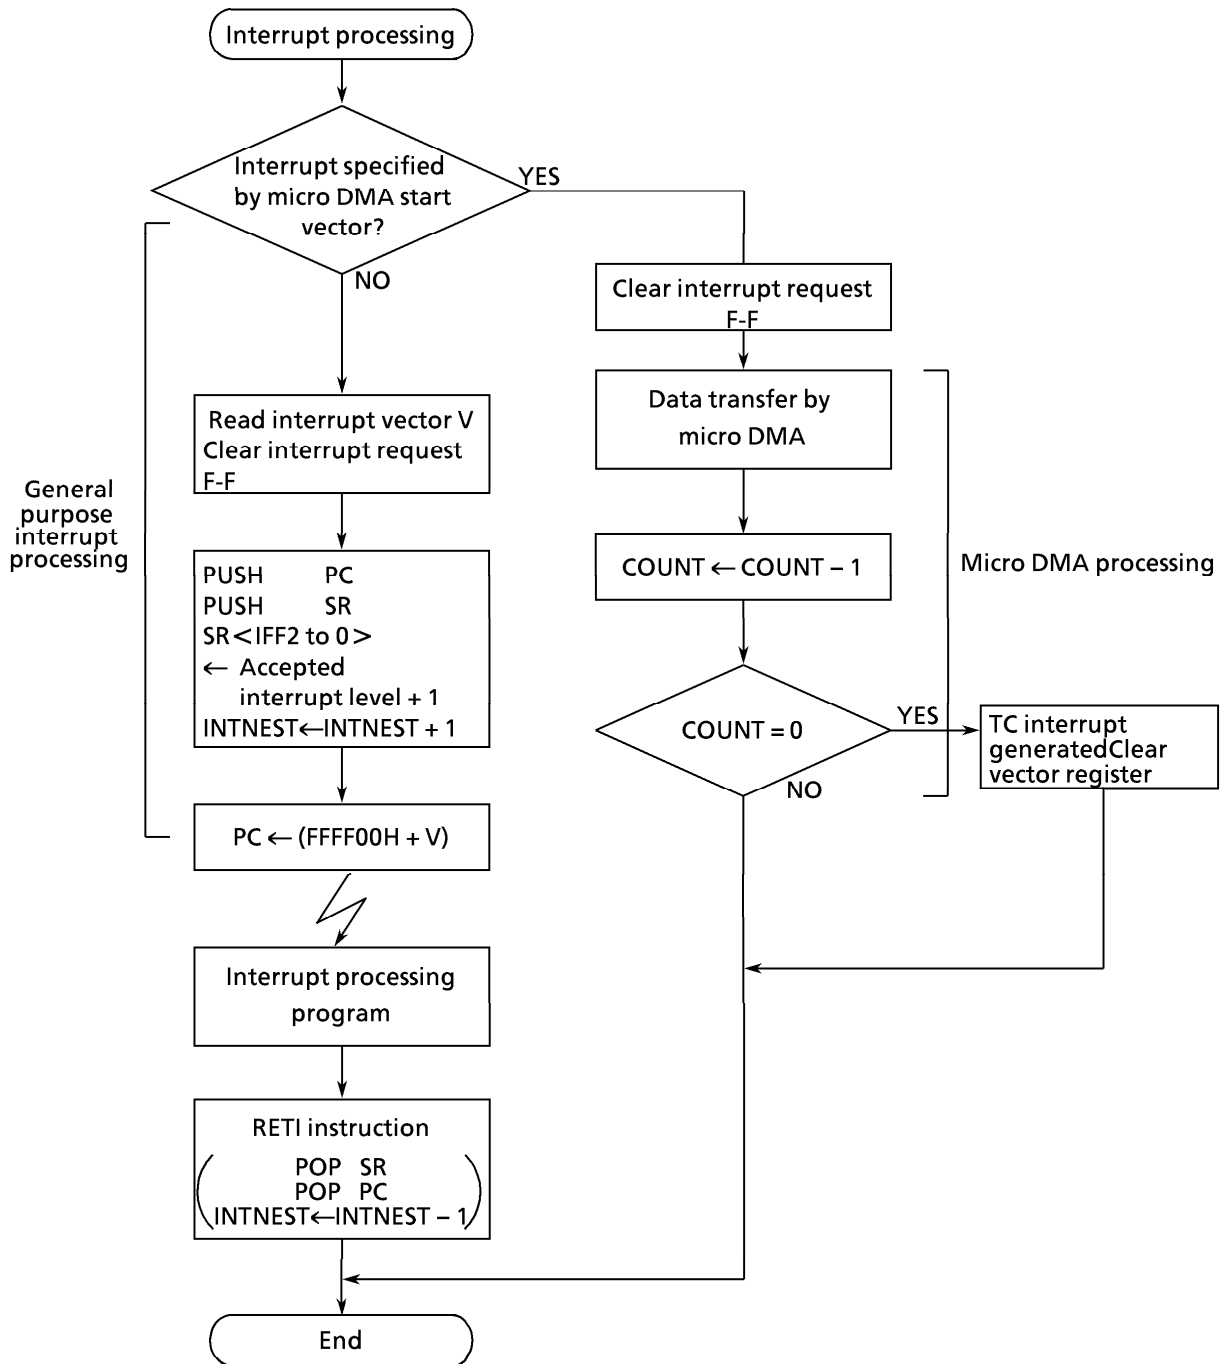 Interrupt processing
Interrupt specified
by micro DMA start
vector?
YES
NO
Clear interrupt request
F-F
Data transfer by
micro DMA
COUNT ← COUNT – 1
COUNT = 0
YES
NO
TC interrupt
generatedClear
vector register
Micro DMA processing
General
purpose
interrupt
processing
Read interrupt vector V
Clear interrupt request
F-F
PUSH PC
PUSH SR
SR<IFF2 to 0>
← Accepted
interrupt level + 1
INTNEST←INTNEST + 1
PC ← (FFFF00H + V)
Interrupt processing
program
RETI instruction
POP SR
POP PC
INTNEST←INTNEST – 1
End